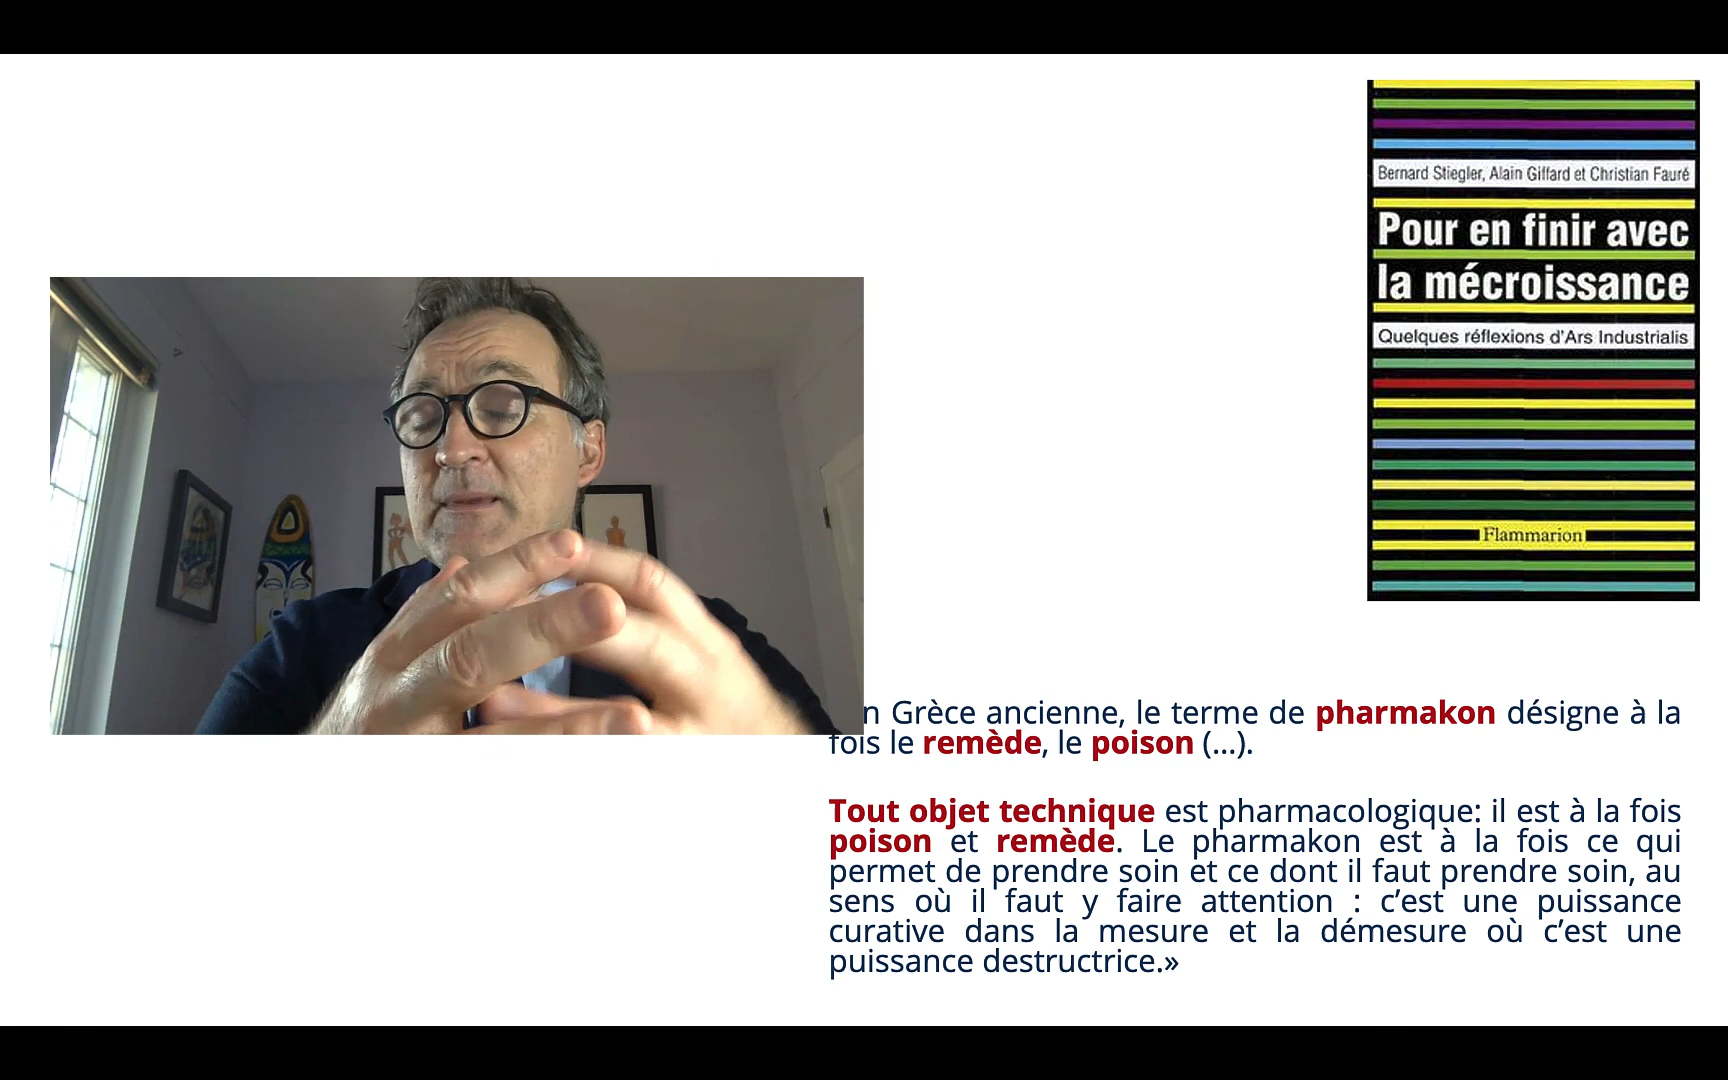 Bernard Stiegler, Alain Giffard et Christian Fauré
Pour en finir avec
la mécroissance
Quelques réflexions d'Ars Industrialis
Flammarion
n Grèce ancienne, le terme de pharmakon désigne à la
fois le remède, le poison (...).
Tout objet technique est pharmacologique: il est à la fois
poison et remède. Le pharmakon est à la fois ce qui
permet de prendre soin et ce dont il faut prendre soin, au
sens où il faut y faire attention : c’est une puissance
curative dans la mesure et la démesure où c’est une
puissance destructrice.»